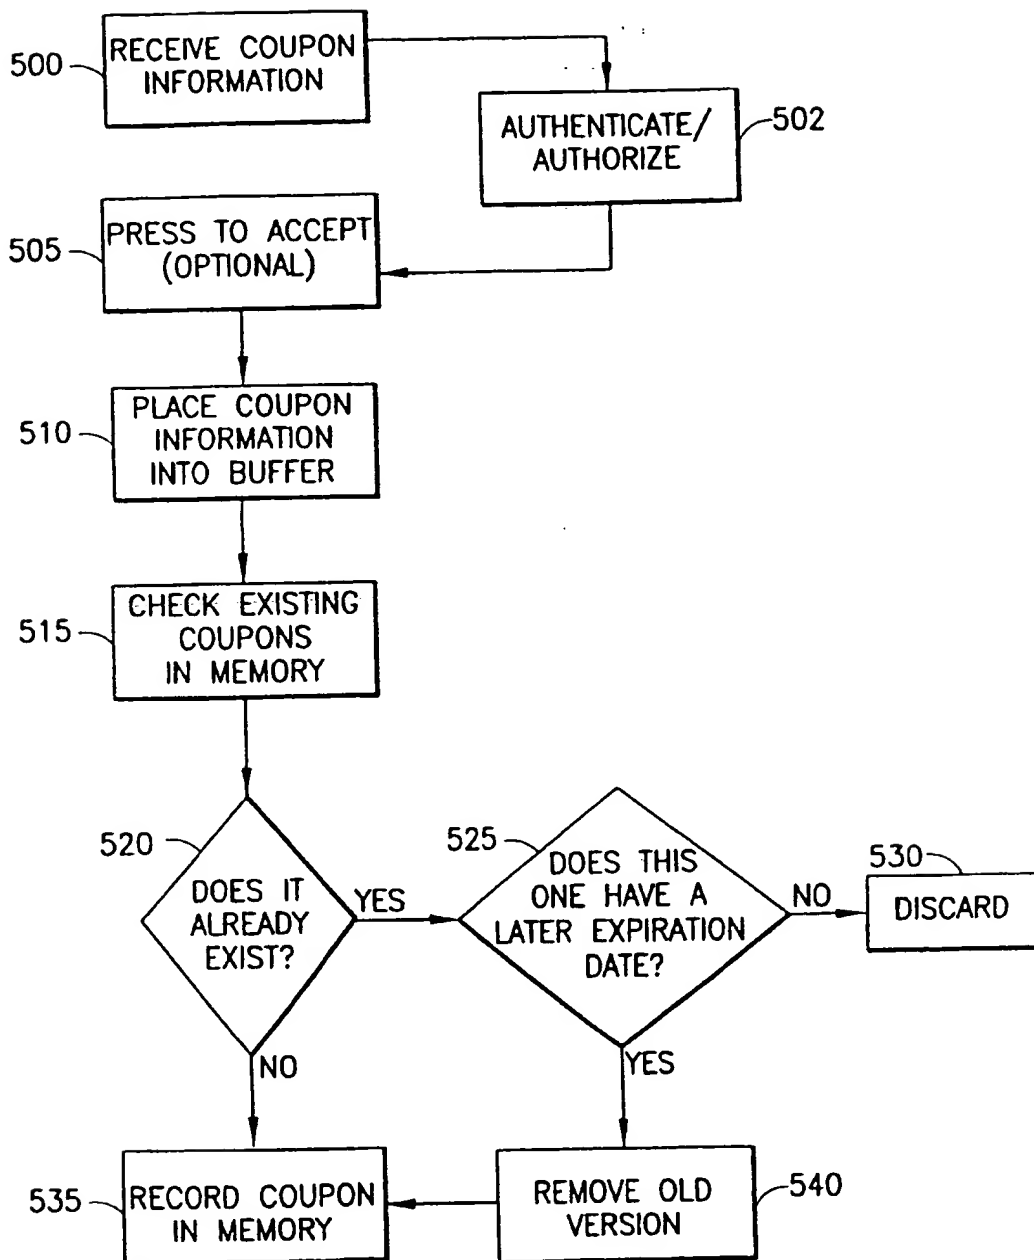 500
RECEIVE COUPON
INFORMATION
AUTHENTICATE/
AUTHORIZE
502
505
PRESS TO ACCEPT
(OPTIONAL)
510
PLACE COUPON
INFORMATION
INTO BUFFER
515
CHECK EXISTING
COUPONS
IN MEMORY
520
DOES IT
ALREADY
EXIST?
YES
NO
525
DOES THIS
ONE HAVE A
LATER EXPIRATION
DATE?
NO
YES
530
DISCARD
535
RECORD COUPON
IN MEMORY
REMOVE OLD
VERSION
540